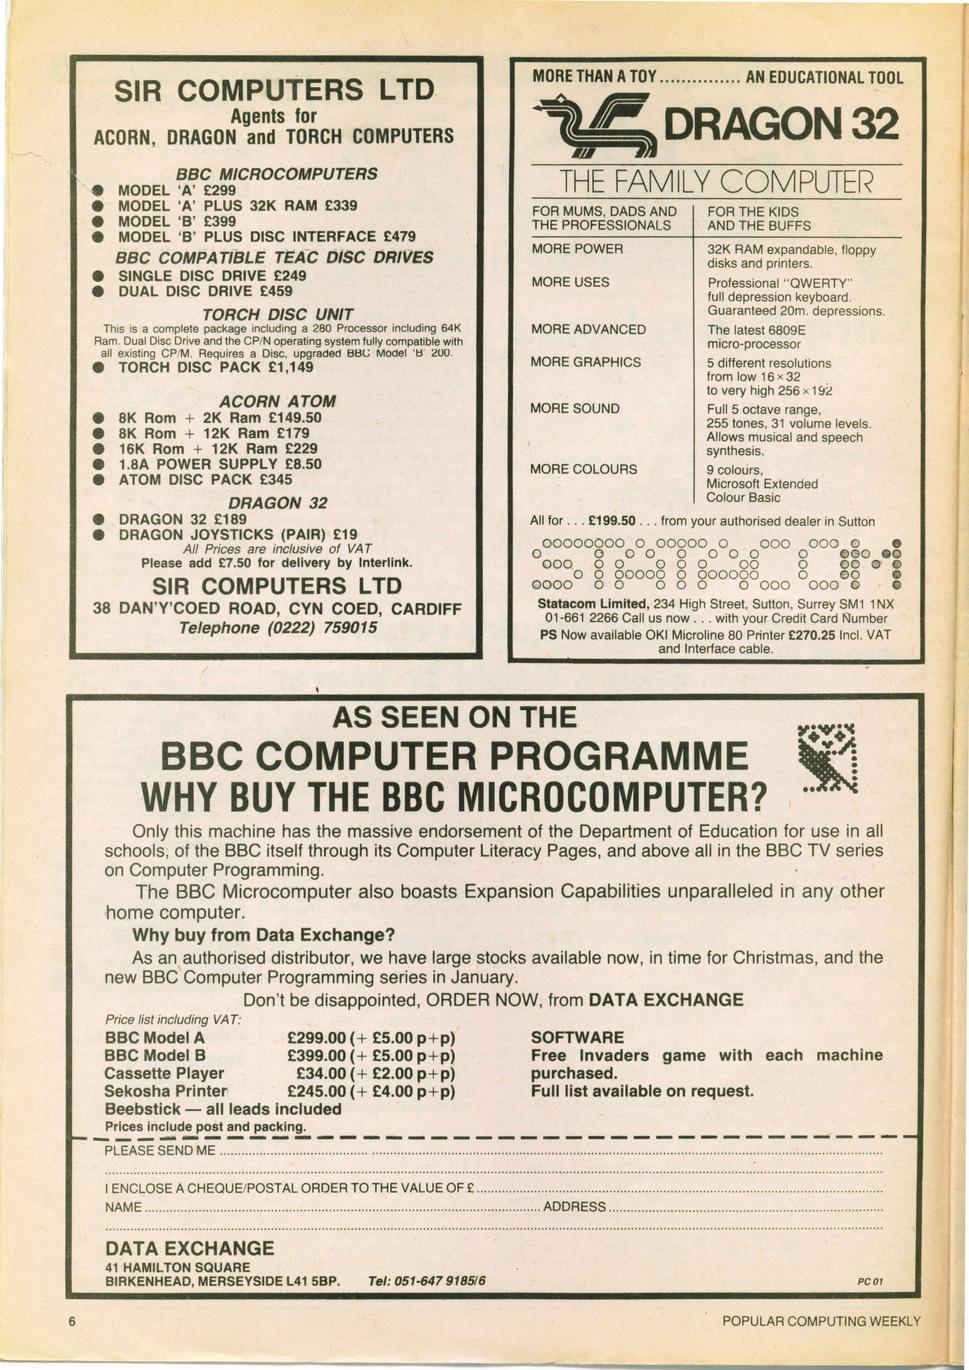 SIR COMPUTERS LTD
Agents for
ACORN, DRAGON and TORCH COMPUTERS
BBC MICROCOMPUTERS
● MODEL 'A' £299
● MODEL 'A' PLUS 32K RAM £339
● MODEL 'B' £399
● MODEL 'B' PLUS DISC INTERFACE £479
BBC COMPATIBLE TEAC DISC DRIVES
● SINGLE DISC DRIVE £249
● DUAL DISC DRIVE £459
TORCH DISC UNIT
This is a complete package including a 280 Processor including 64K
Ram. Dual Disc Drive and the CP/N operating system fully compatible with
all existing CP/M. Requires a Disc, upgraded BBC Model 'B' 200.
● TORCH DISC PACK £1,149
ACORN ATOM
● 8K Rom + 2K Ram £149.50
● 8K Rom + 12K Ram £179
● 16K Rom + 12K Ram £229
● 1.8A POWER SUPPLY £8.50
● ATOM DISC PACK £345
DRAGON 32
● DRAGON 32 £189
● DRAGON JOYSTICKS (PAIR) £19
All Prices are inclusive of VAT
Please add £7.50 for delivery by Interlink.
SIR COMPUTERS LTD
38 DAN'Y'COED ROAD, CYN COED, CARDIFF
Telephone (0222) 759015
MORE THAN A TOY ............... AN EDUCATIONAL TOOL
DRAGON 32
THE FAMILY COMPUTER
FOR MUMS, DADS AND
THE PROFESSIONALS
FOR THE KIDS
AND THE BUFFS
MORE POWER
32K RAM expandable, floppy
disks and printers.
MORE USES
Professional "QWERTY"
full depression keyboard.
Guaranteed 20m. depressions.
MORE ADVANCED
The latest 6809E
micro-processor
MORE GRAPHICS
5 different resolutions
from low 16×32
to very high 256×192
MORE SOUND
Full 5 octave range,
255 tones, 31 volume levels.
Allows musical and speech
synthesis.
MORE COLOURS
9 colours,
Microsoft Extended
Colour Basic
All for . . . £199.50 . . . from your authorised dealer in Sutton
STATACOM
Statacom Limited, 234 High Street, Sutton, Surrey SM1 1NX
01-661 2266 Call us now . . . with your Credit Card Number
PS Now available OKI Microline 80 Printer £270.25 Incl. VAT
and Interface cable.
AS SEEN ON THE
BBC COMPUTER PROGRAMME
WHY BUY THE BBC MICROCOMPUTER?
Only this machine has the massive endorsement of the Department of Education for use in all
schools; of the BBC itself through its Computer Literacy Pages, and above all in the BBC TV series
on Computer Programming.
The BBC Microcomputer also boasts Expansion Capabilities unparalleled in any other
home computer.
Why buy from Data Exchange?
As an authorised distributor, we have large stocks available now, in time for Christmas, and the
new BBC Computer Programming series in January.
Don't be disappointed, ORDER NOW, from DATA EXCHANGE
Price list including VAT:
BBC Model A £299.00 (+ £5.00 p+p)
BBC Model B £399.00 (+ £5.00 p+p)
Cassette Player £34.00 (+ £2.00 p+p)
Sekosha Printer £245.00 (+ £4.00 p+p)
Beebstick — all leads included
Prices include post and packing.
SOFTWARE
Free Invaders game with each machine
purchased.
Full list available on request.
PLEASE SEND ME
I ENCLOSE A CHEQUE/POSTAL ORDER TO THE VALUE OF £
NAME ADDRESS
DATA EXCHANGE
41 HAMILTON SQUARE
BIRKENHEAD, MERSEYSIDE L41 5BP. Tel: 051-647 9185/6
PC 01
6
POPULAR COMPUTING WEEKLY